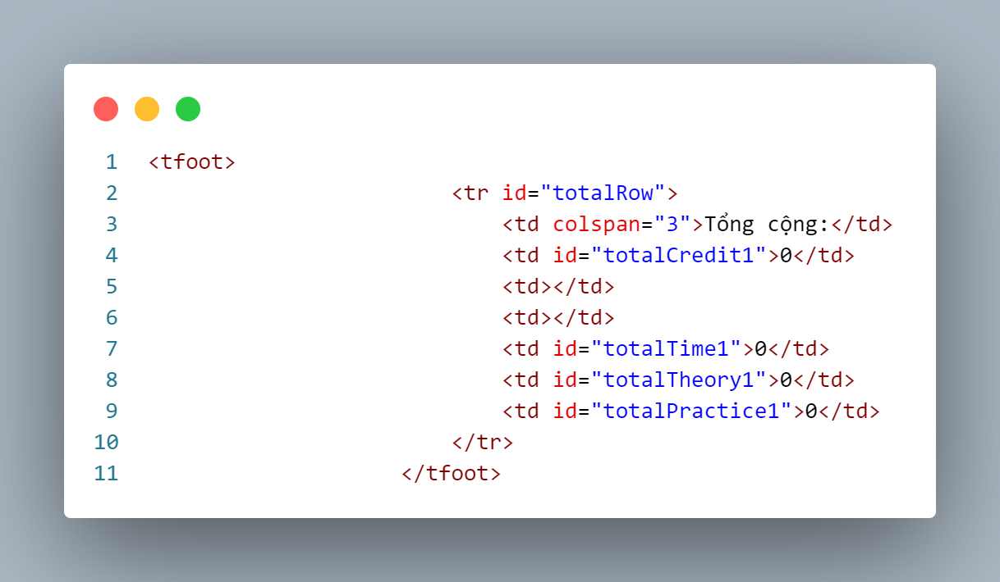 1 <tfoot>
2 <tr id="totalRow">
3 <td colspan="3">Tổng cộng:</td>
4 <td id="totalCredit1">0</td>
5 <td></td>
6 <td></td>
7 <td id="totalTime1">0</td>
8 <td id="totalTheory1">0</td>
9 <td id="totalPractice1">0</td>
10 </tr>
11 </tfoot>